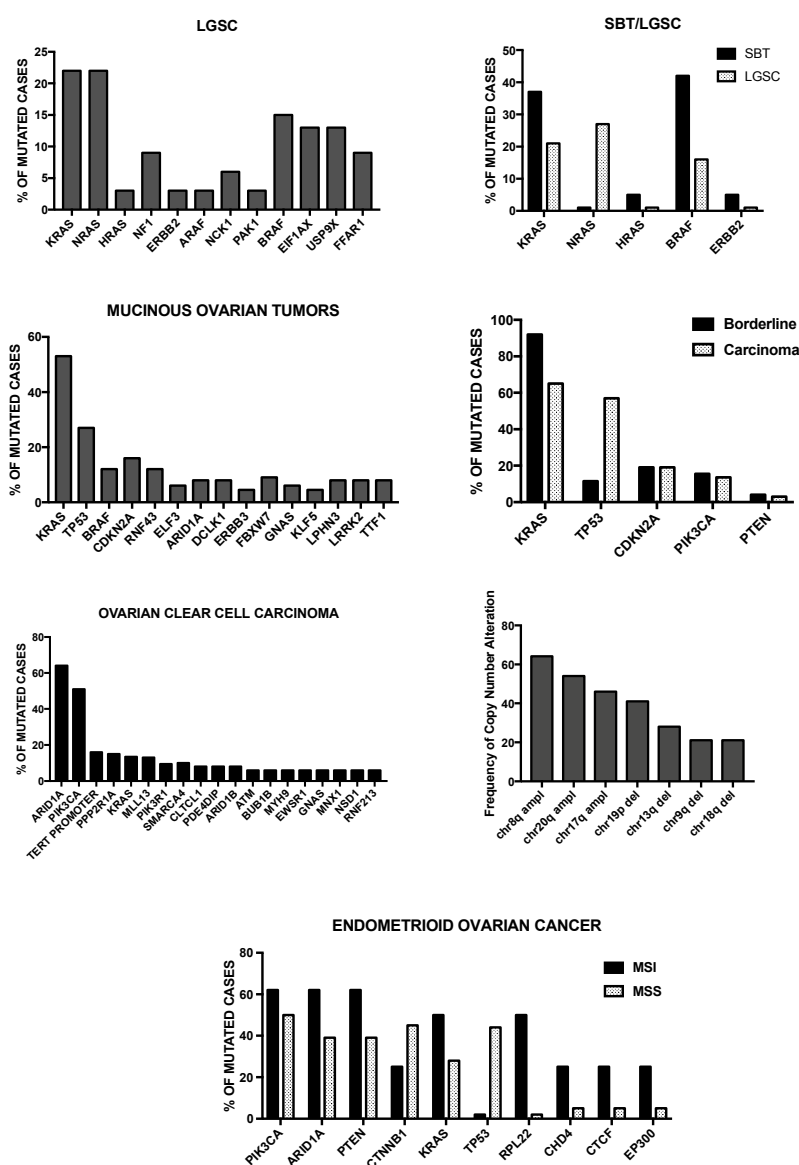 LGSC
% OF MUTATED CASES
25
20
15
10
5
0
KRAS
NRAS
HRAS
NF1
ERBB2
ARAF
NCK1
PAK1
BRAF
EIF1AX
USP9X
FFAR1
SBT/LGSC
SBT
LGSC
% OF MUTATED CASES
50
40
30
20
10
0
KRAS
NRAS
HRAS
BRAF
ERBB2
MUCINOUS OVARIAN TUMORS
% OF MUTATED CASES
60
40
20
0
KRAS
TP53
BRAF
CDKN2A
RNF43
ELF3
ARID1A
DCLK1
ERBB3
FBXW7
GNAS
KLF5
LPHN3
LRRK2
TTF1
Borderline
Carcinoma
% OF MUTATED CASES
100
80
60
40
20
0
KRAS
TP53
CDKN2A
PIK3CA
PTEN
OVARIAN CLEAR CELL CARCINOMA
% OF MUTATED CASES
80
60
40
20
0
ARID1A
PIK3CA
TERT PROMOTER
PPP2R1A
KRAS
MLL13
PIK3R1
SMARCA4
CLTCL1
PDE4DIP
ARID1B
ATM
BUB1B
MYH9
EWSR1
GNAS
MNX1
NSD1
RNF213
Frequency of Copy Number Alteration
80
60
40
20
0
chr8q ampl
chr20q ampl
chr17q ampl
chr19p del
chr13q del
chr9q del
chr18q del
ENDOMETRIOID OVARIAN CANCER
MSI
MSS
% OF MUTATED CASES
80
60
40
20
0
PIK3CA
ARID1A
PTEN
CTNNB1
KRAS
TP53
RPL22
CHD4
CTCF
EP300